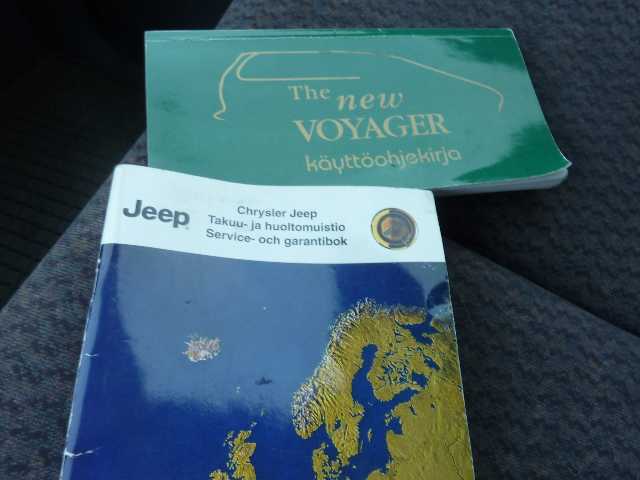 The new
VOYAGER
käyttöohjekirja
Jeep
Chrysler Jeep
Takuu- ja huoltomuistio
Service- och garantibok